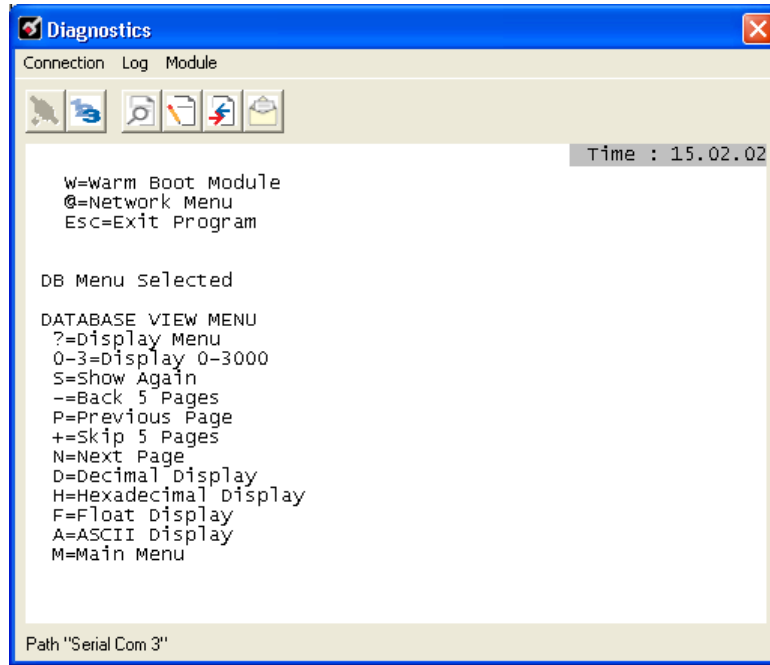 Diagnostics
Connection Log Module
Time : 15.02.02
W=Warm Boot Module
@=Network Menu
Esc=Exit Program
DB Menu Selected
DATABASE VIEW MENU
?=Display Menu
0-3=Display 0-3000
S=Show Again
-=Back 5 Pages
P=Previous Page
+=Skip 5 Pages
N=Next Page
D=Decimal Display
H=Hexadecimal Display
F=Float Display
A=ASCII Display
M=Main Menu
Path "Serial Com 3"